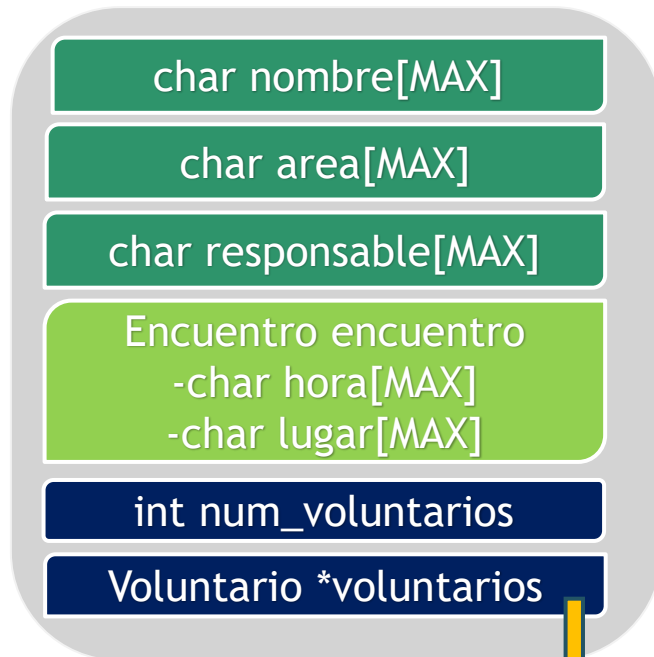 char nombre[MAX]
char area[MAX]
char responsable[MAX]
Encuentro encuentro
-char hora[MAX]
-char lugar[MAX]
int num_voluntarios
Voluntario *voluntarios